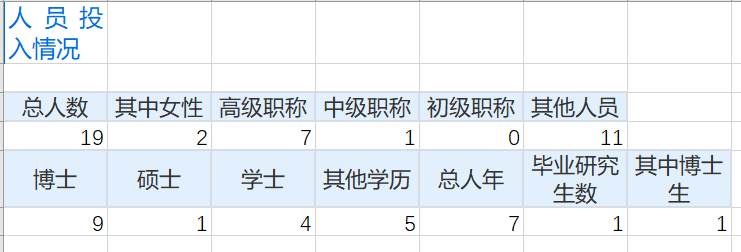 人员投
入情况
总人数 其中女性 高级职称 中级职称 初级职称 其他人员
19 2 7 1 0 11
博士 硕士 学士 其他学历 总人年 毕业研究生数 其中博士生
9 1 4 5 7 1 1